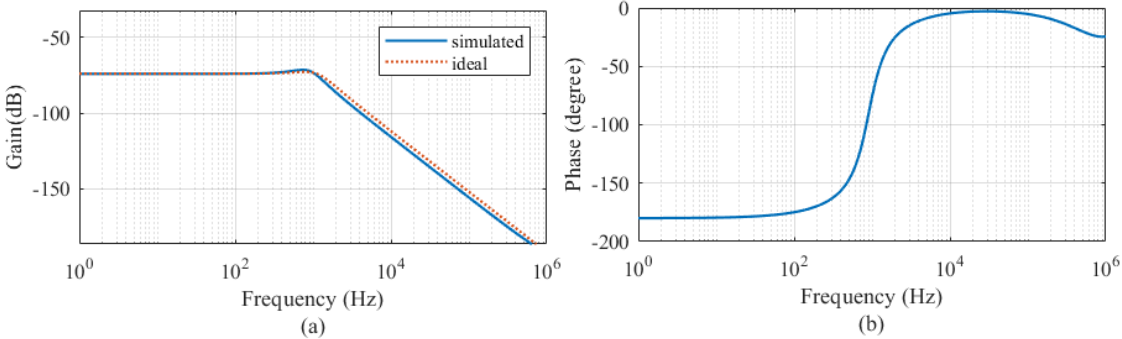 -50
-100
-150
Gain(dB)
simulated
ideal
10^0
10^2
10^4
10^6
Frequency (Hz)
(a)
0
-50
-100
-150
-200
Phase (degree)
10^0
10^2
10^4
10^6
Frequency (Hz)
(b)